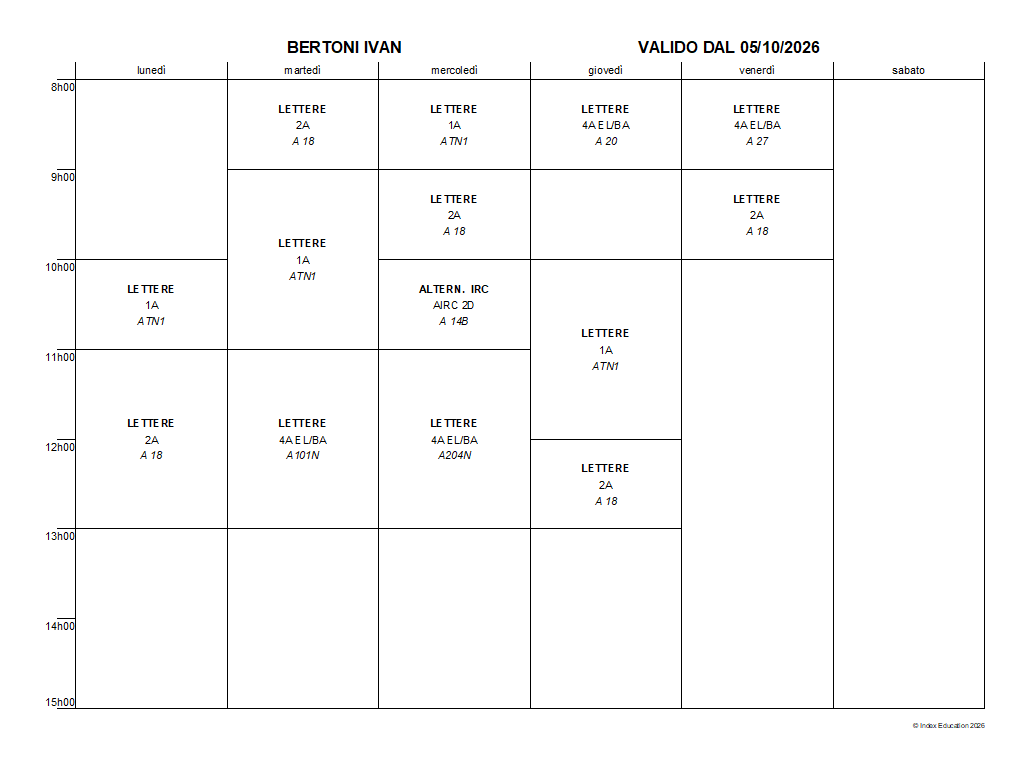 BERTONI IVAN VALIDO DAL 05/10/2026
lunedì martedì mercoledì giovedì venerdì sabato
8h00
LETTERE LETTERE LETTERE LETTERE
2A 1A 4A EL/BA 4A EL/BA
A 18 ATN1 A 20 A 27
9h00
LETTERE LETTERE
2A 2A
A 18 A 18
LETTERE
1A
ATN1
10h00
LETTERE ALTERN. IRC
1A AIRC 2D
ATN1 A 14B
LETTERE
1A
ATN1
11h00
LETTERE LETTERE LETTERE
2A 4A EL/BA 4A EL/BA
A 18 A101N A204N
12h00
LETTERE
2A
A 18
13h00
14h00
15h00
© Index Education 2026